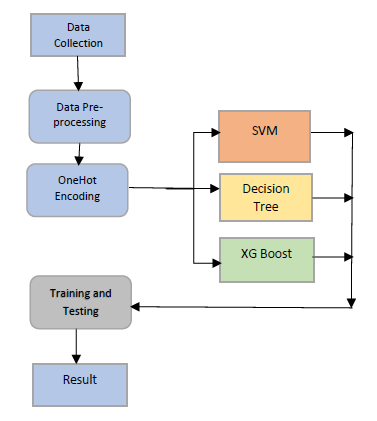 Data
Collection
Data Pre-
processing
OneHot
Encoding
SVM
Decision
Tree
XG Boost
Training and
Testing
Result